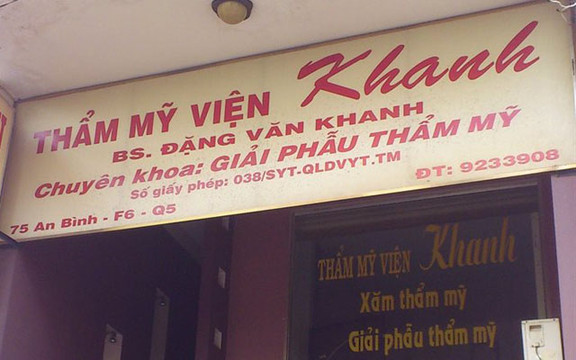 THẨM MỸ VIỆN Khanh
BS. ĐẶNG VĂN KHANH
Chuyên khoa: GIẢI PHẪU THẨM MỸ
Số giấy phép: 038/SYT-QLDVYT.TM
75 An Bình - F6 - Q5
ĐT: 9233908
THẨM MỸ VIỆN Khanh
Xăm thẩm mỹ
Giải phẫu thẩm mỹ